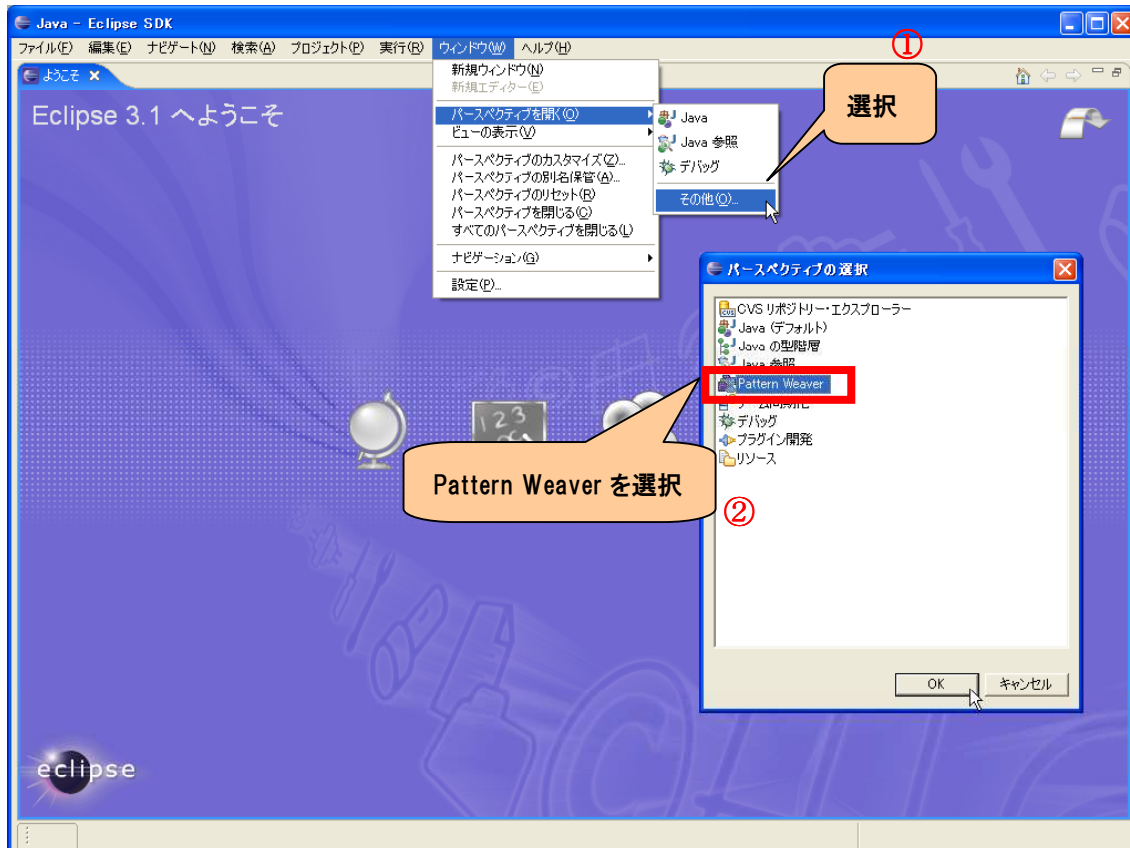 Java - Eclipse SDK
ファイル(F) 編集(E) ナビゲート(N) 検索(A) プロジェクト(P) 実行(R) ウィンドウ(W) ヘルプ(H)
ようこそ
Eclipse 3.1 へようこそ
新規ウィンドウ(N)
新規エディター(E)
パースペクティブを開く(O)
ビューの表示(V)
パースペクティブのカスタマイズ(Z)...
パースペクティブの別名保管(A)...
パースペクティブのリセット(R)
パースペクティブを閉じる(C)
すべてのパースペクティブを閉じる(L)
ナビゲーション(G)
設定(P)...
Java
Java 参照
デバッグ
その他(O)...
①
選択
パースペクティブの選択
CVS リポジトリー・エクスプローラー
Java (デフォルト)
Java の型階層
Java 参照
Pattern Weaver
デバッグ
プラグイン開発
リソース
Pattern Weaver を選択
②
OK キャンセル
1 2 3
eclipse